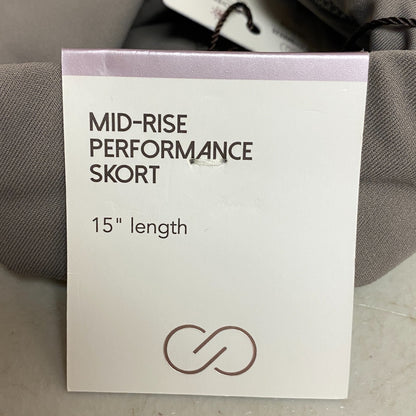 MID-RISE
PERFORMANCE
SKORT
15" length